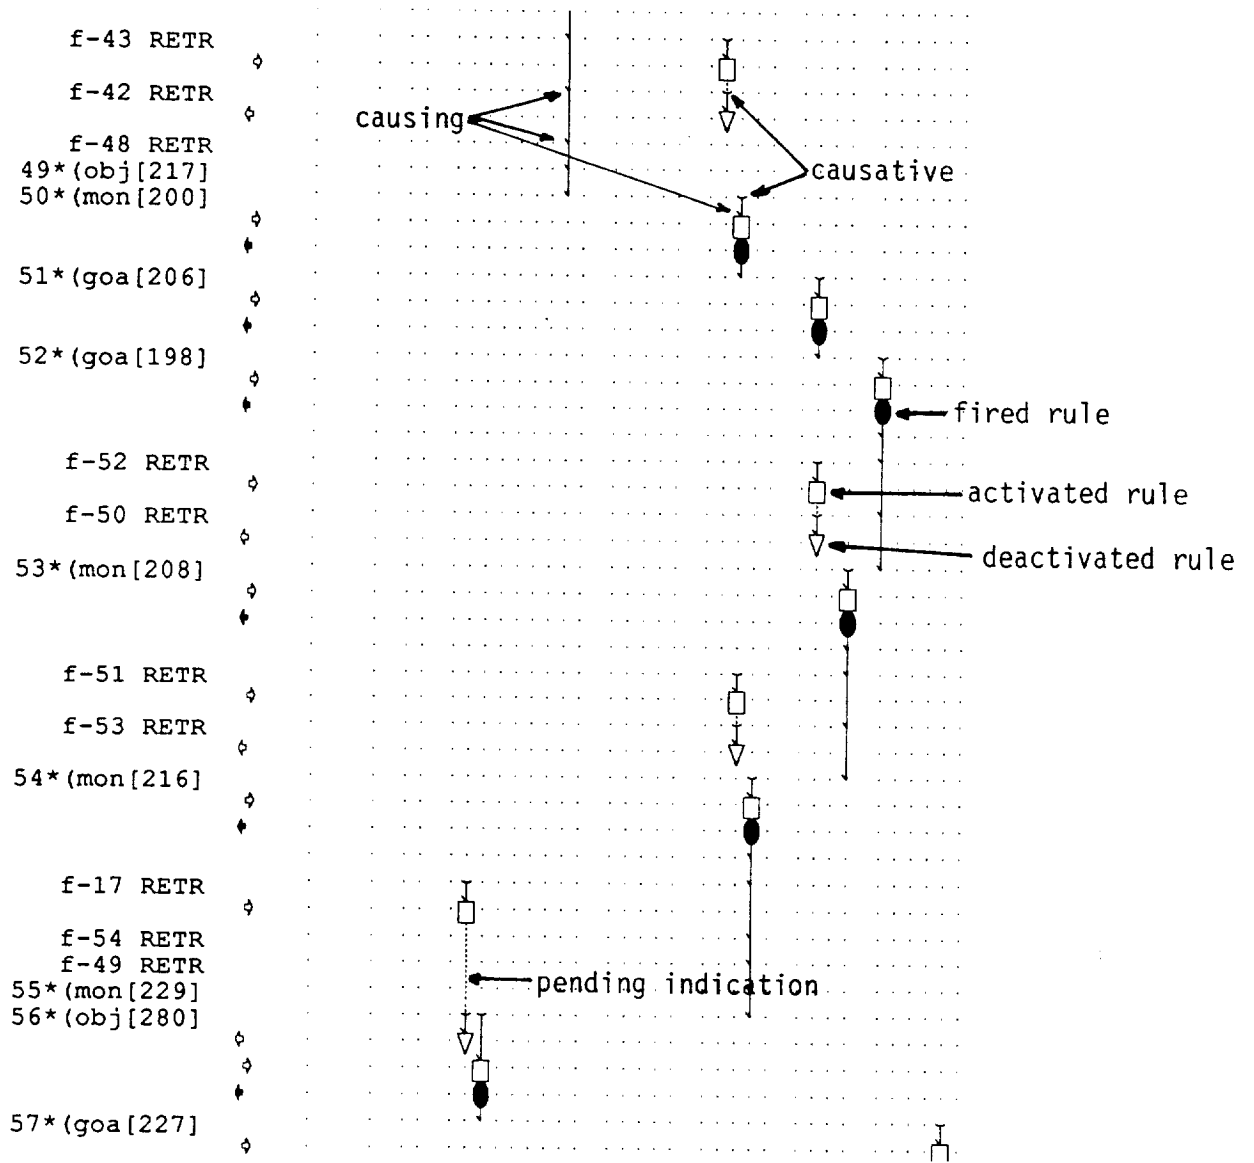 f-43 RETR
f-42 RETR
causing
f-48 RETR
49*(obj[217]
causative
50*(mon[200]
51*(goa[206]
52*(goa[198]
fired rule
f-52 RETR
activated rule
f-50 RETR
deactivated rule
53*(mon[208]
f-51 RETR
f-53 RETR
54*(mon[216]
f-17 RETR
f-54 RETR
f-49 RETR
pending indication
55*(mon[229]
56*(obj[280]
57*(goa[227]